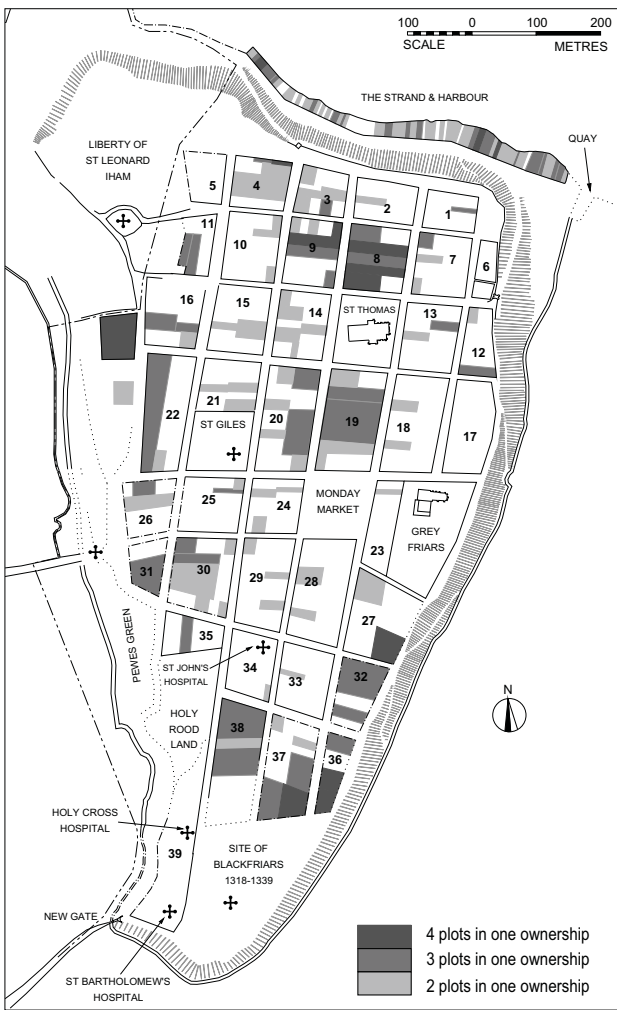 100 0 100 200
SCALE METRES
THE STRAND & HARBOUR
QUAY
LIBERTY OF
ST LEONARD
IHAM
5
4
3
2
1
11
10
9
8
7
6
16
15
14
ST THOMAS
13
12
22
21
ST GILES
20
19
18
17
26
25
24
MONDAY
MARKET
23
GREY
FRIARS
31
30
29
28
27
PEWES GREEN
35
ST JOHN'S
HOSPITAL
34
33
32
N
HOLY
ROOD
LAND
38
37
36
HOLY CROSS
HOSPITAL
39
SITE OF
BLACKFRIARS
1318-1339
NEW GATE
ST BARTHOLOMEW'S
HOSPITAL
4 plots in one ownership
3 plots in one ownership
2 plots in one ownership